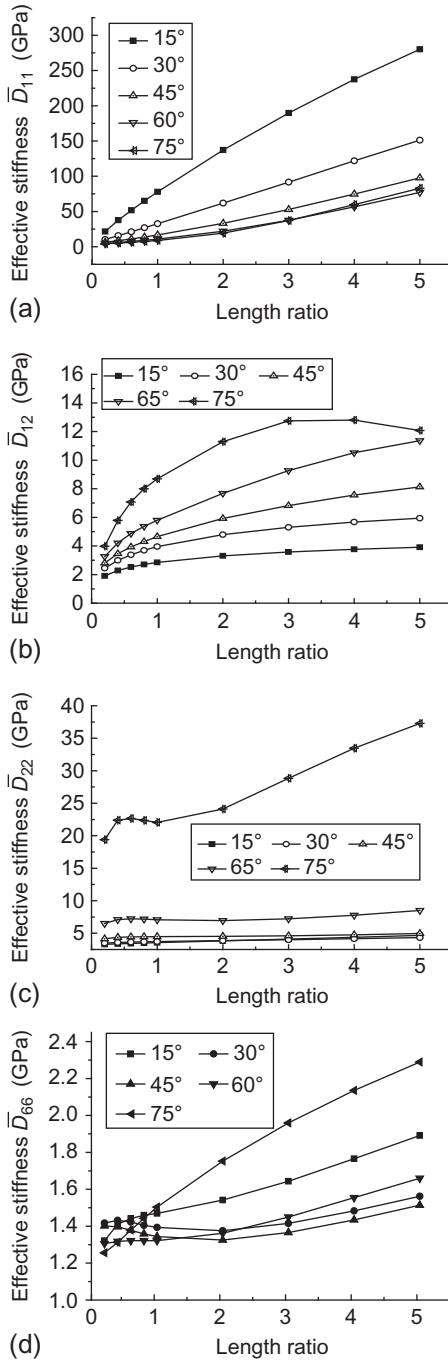 Effective stiffness D̅11 (GPa)
300
250
200
150
100
50
0
15°
30°
45°
60°
75°
0 1 2 3 4 5
Length ratio
(a)
Effective stiffness D̅12 (GPa)
16
14
12
10
8
6
4
2
0
15° 30° 45°
65° 75°
0 1 2 3 4 5
Length ratio
(b)
Effective stiffness D̅22 (GPa)
40
35
30
25
20
15
10
5
15° 30° 45°
65° 75°
0 1 2 3 4 5
Length ratio
(c)
Effective stiffness D̅66 (GPa)
2.4
2.2
2.0
1.8
1.6
1.4
1.2
1.0
15° 30°
45° 60°
75°
0 1 2 3 4 5
Length ratio
(d)